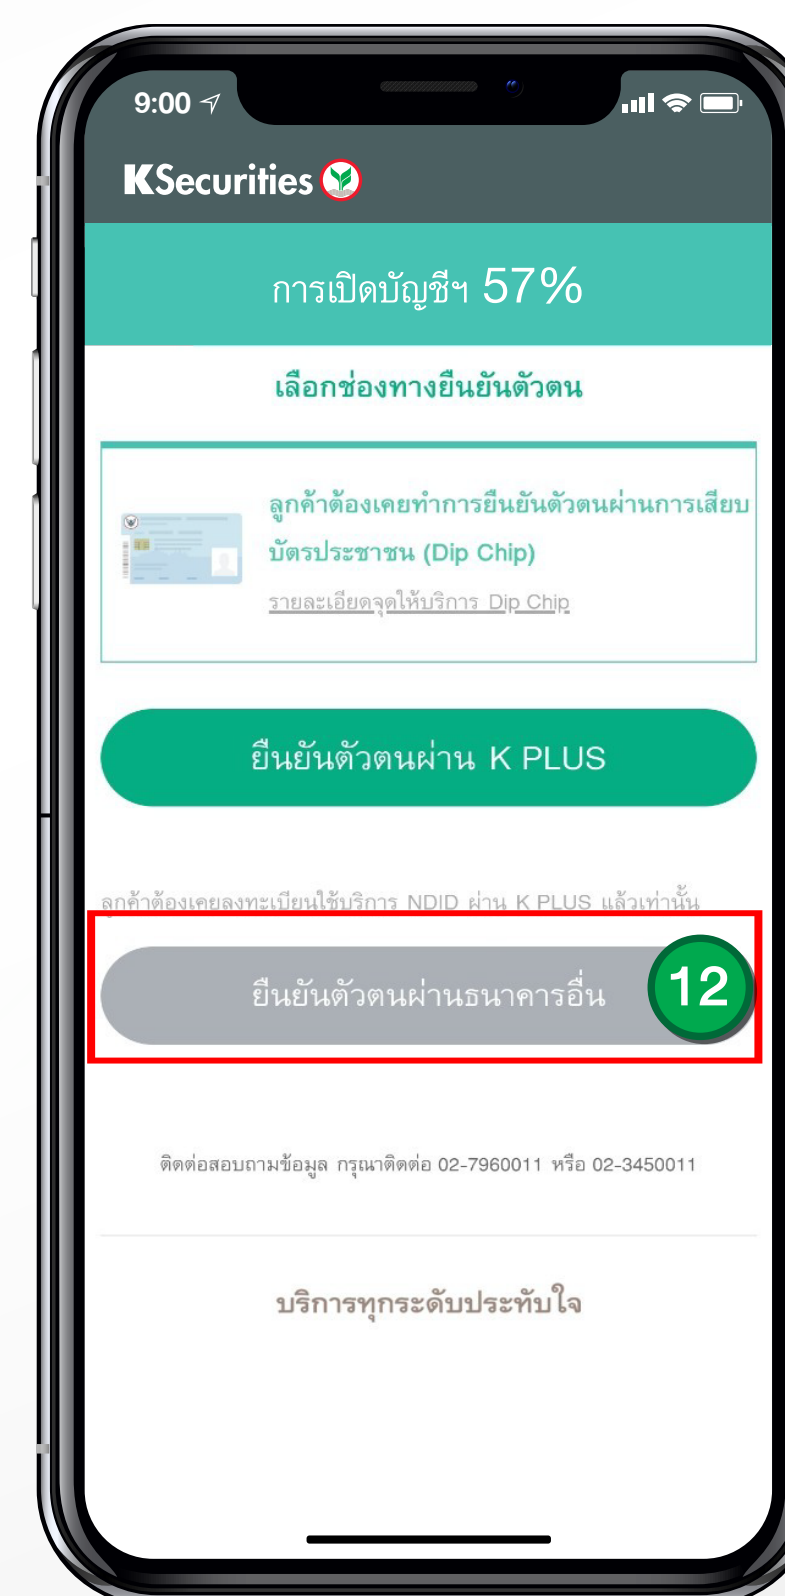 9:00
KSecurities
การเปิดบัญชีฯ 57%
เลือกช่องทางยืนยันตัวตน
ลูกค้าต้องเคยทำการยืนยันตัวตนผ่านการเสียบ
บัตรประชาชน (Dip Chip)
รายละเอียดจุดให้บริการ Dip Chip
ยืนยันตัวตนผ่าน K PLUS
ลูกค้าต้องเคยลงทะเบียนใช้บริการ NDID ผ่าน K PLUS แล้วเท่านั้น
ยืนยันตัวตนผ่านธนาคารอื่น
12
ติดต่อสอบถามข้อมูล กรุณาติดต่อ 02-7960011 หรือ 02-3450011
บริการทุกระดับประทับใจ